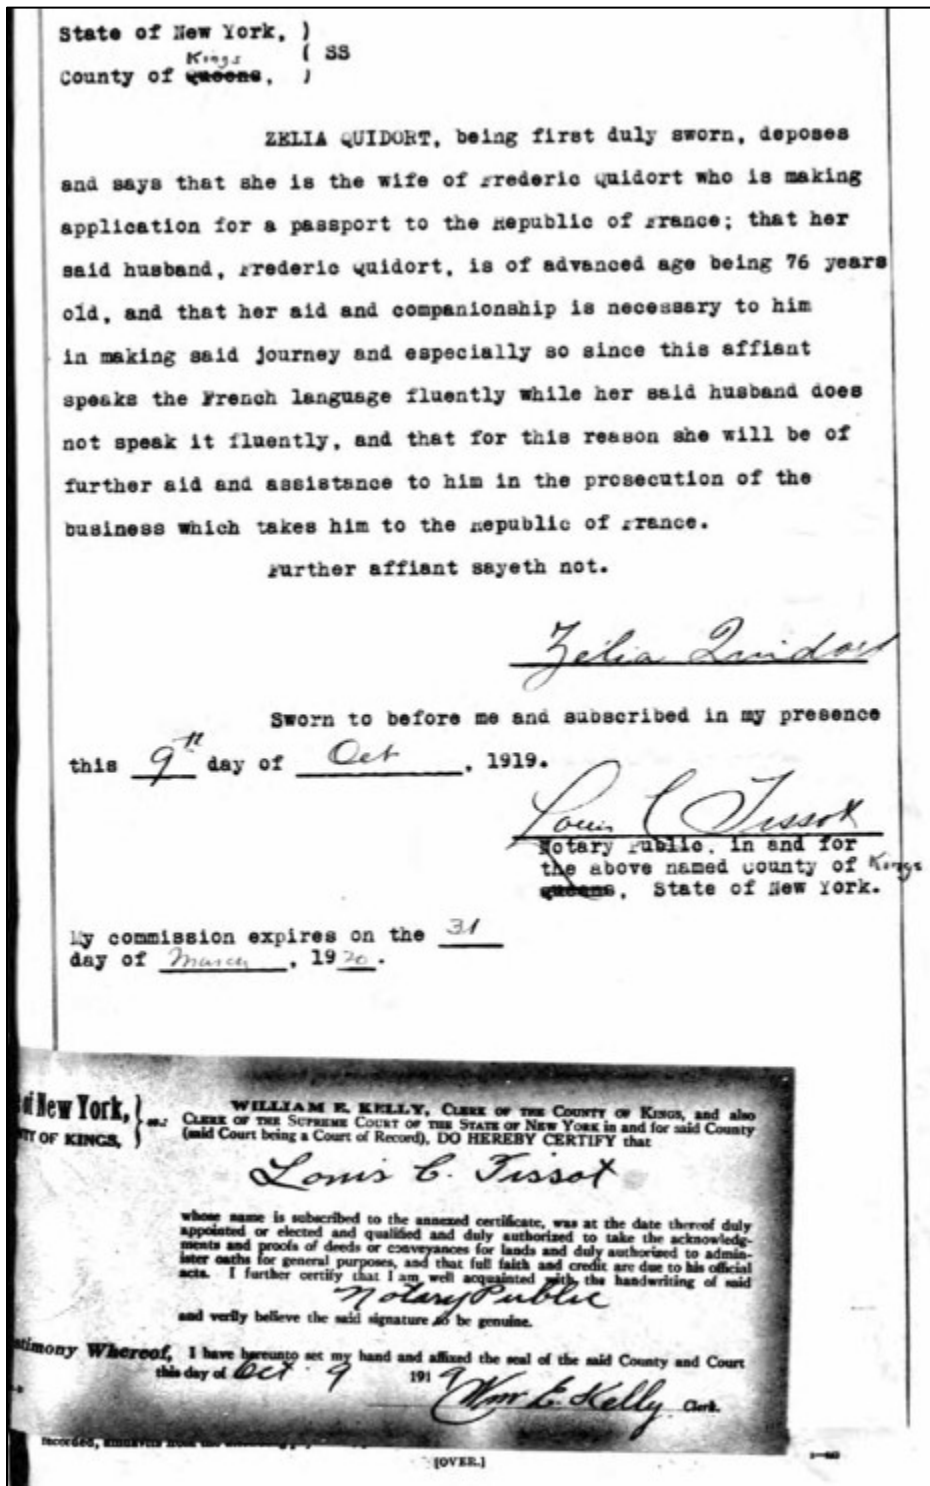 State of New York, )
Kings ( SS
County of Queens, )
ZELIA QUIDORT, being first duly sworn, deposes
and says that she is the wife of Frederic Quidort who is making
application for a passport to the Republic of France; that her
said husband, Frederic Quidort, is of advanced age being 76 years
old, and that her aid and companionship is necessary to him
in making said journey and especially so since this affiant
speaks the French language fluently while her said husband does
not speak it fluently, and that for this reason she will be of
further aid and assistance to him in the prosecution of the
business which takes him to the Republic of France.
Further affiant sayeth not.
Zelia Quidort
Sworn to before me and subscribed in my presence
this 9th day of Oct, 1919.
Louis C Tissot
Notary Public, in and for
the above named County of Kings
Queens, State of New York.
My commission expires on the 31
day of March, 1920.
of New York, } ss.:
TY OF KINGS,
WILLIAM E. KELLY, CLERK OF THE COUNTY OF KINGS, and also
CLERK OF THE SUPREME COURT OF THE STATE OF NEW YORK in and for said County
(said Court being a Court of Record), DO HEREBY CERTIFY that
Louis C. Tissot
whose name is subscribed to the annexed certificate, was at the date thereof duly
appointed or elected and qualified and duly authorized to take the acknowledg-
ments and proofs of deeds or conveyances for lands and duly authorized to admin-
ister oaths for general purposes, and that full faith and credit are due to his official
acts. I further certify that I am well acquainted with the handwriting of said
Notary Public
and verily believe the said signature to be genuine.
stimony Whereof, I have hereunto set my hand and affixed the seal of the said County and Court
this day of Oct 9 1919
Wm E. Kelly Clerk.
recorded,
[OVER.]